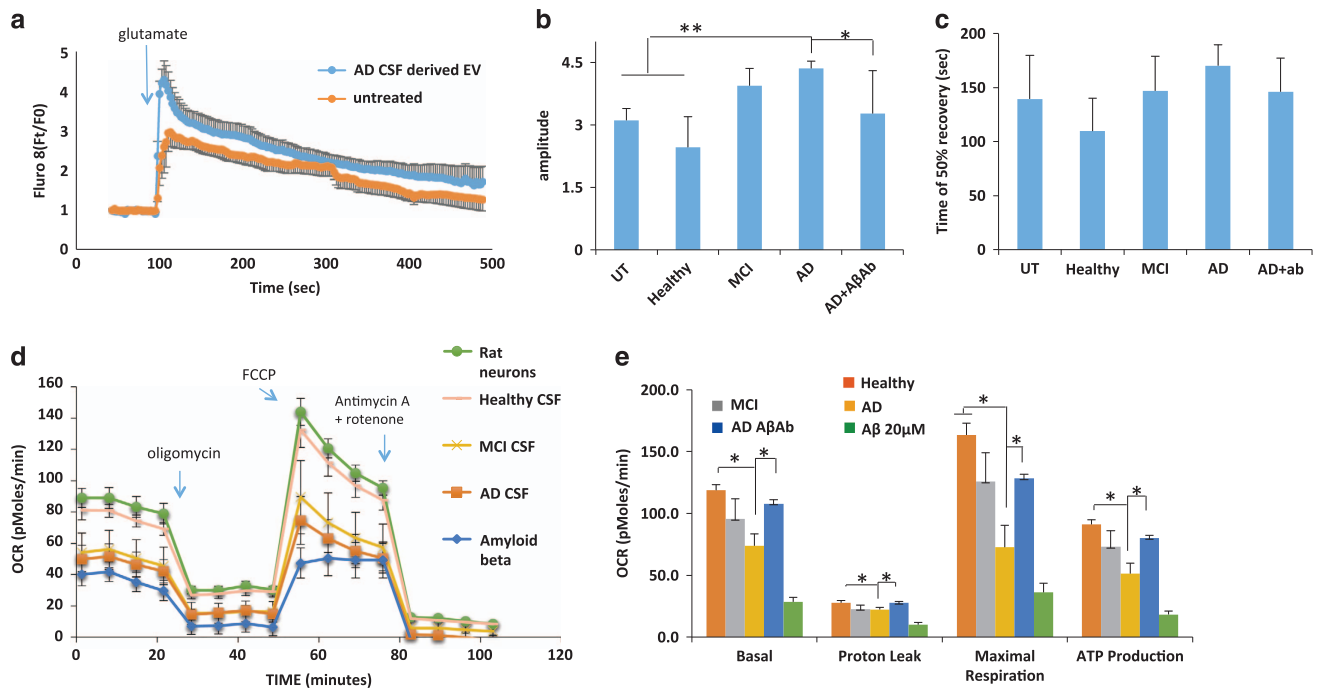 a
glutamate
5
4
3
2
1
0
Fluro 8(Ft/F0)
AD CSF derived EV
untreated
0
100
200
300
400
500
Time (sec)
b
**
*
4.5
3
1.5
0
amplitude
UT
Healthy
MCI
AD
AD+AβAb
c
200
150
100
50
0
Time of 50% recovery (sec)
UT
Healthy
MCI
AD
AD+ab
d
160
140
120
100
80
60
40
20
0
OCR (pMoles/min)
oligomycin
FCCP
Antimycin A
+ rotenone
Rat
neurons
Healthy CSF
MCI CSF
AD CSF
Amyloid
beta
0
20
40
60
80
100
120
TIME (minutes)
e
200.0
150.0
100.0
50.0
0.0
OCR (pMoles/min)
Healthy
MCI
AD
AD AβAb
Aβ 20µM
*
*
*
*
*
*
*
*
Basal
Proton Leak
Maximal
Respiration
ATP Production